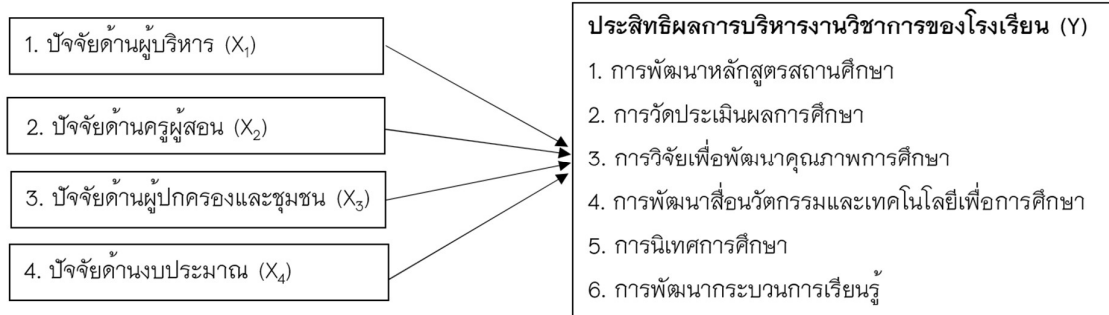 1. ปัจจัยด้านผู้บริหาร (X₁)
2. ปัจจัยด้านครูผู้สอน (X₂)
3. ปัจจัยด้านผู้ปกครองและชุมชน (X₃)
4. ปัจจัยด้านงบประมาณ (X₄)
ประสิทธิผลการบริหารงานวิชาการของโรงเรียน (Y)
1. การพัฒนาหลักสูตรสถานศึกษา
2. การวัดประเมินผลการศึกษา
3. การวิจัยเพื่อพัฒนาคุณภาพการศึกษา
4. การพัฒนาสื่อนวัตกรรมและเทคโนโลยีเพื่อการศึกษา
5. การนิเทศการศึกษา
6. การพัฒนากระบวนการเรียนรู้